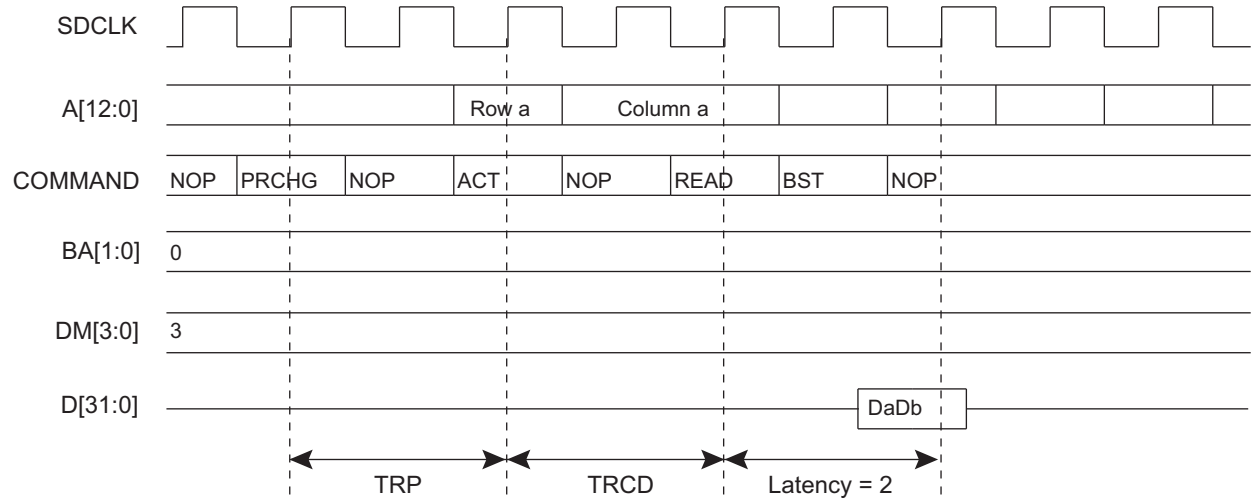 SDCLK
A[12:0] Row a Column a
COMMAND NOP PRCHG NOP ACT NOP READ BST NOP
BA[1:0] 0
DM[3:0] 3
D[31:0] DaDb
TRP TRCD Latency = 2